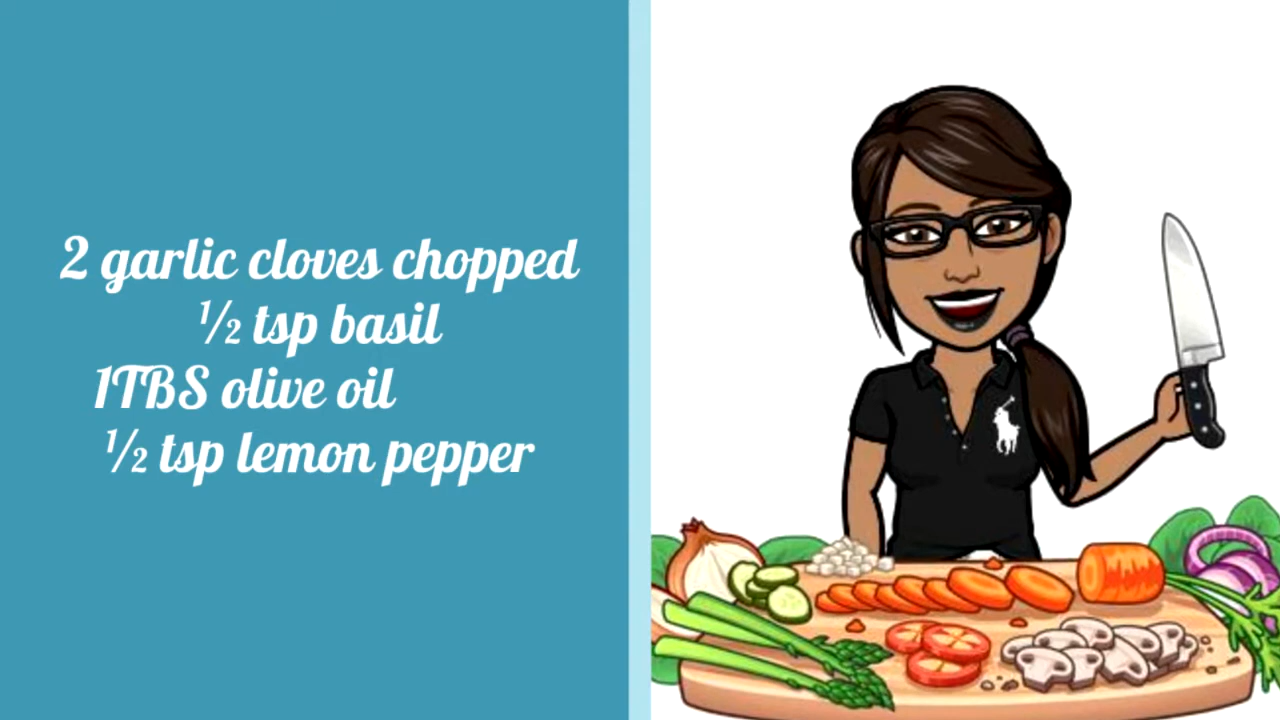 2 garlic cloves chopped
½ tsp basil
1TBS olive oil
½ tsp lemon pepper